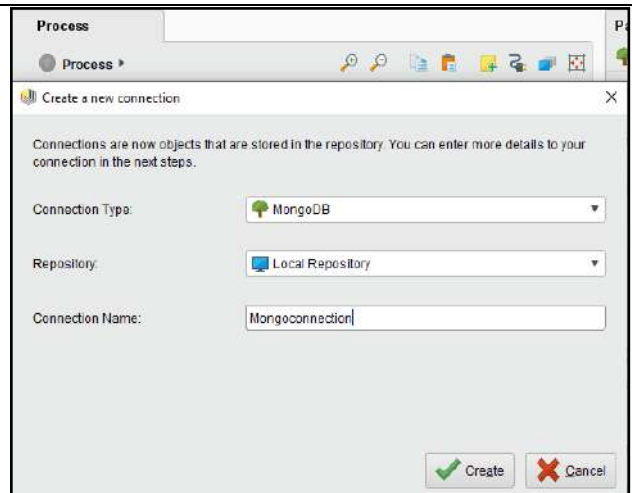 Process
Process
Create a new connection
Connections are now objects that are stored in the repository. You can enter more details to your
connection in the next steps.
Connection Type:
MongoDB
Repository:
Local Repository
Connection Name:
Mongoconnection
Create
Cancel